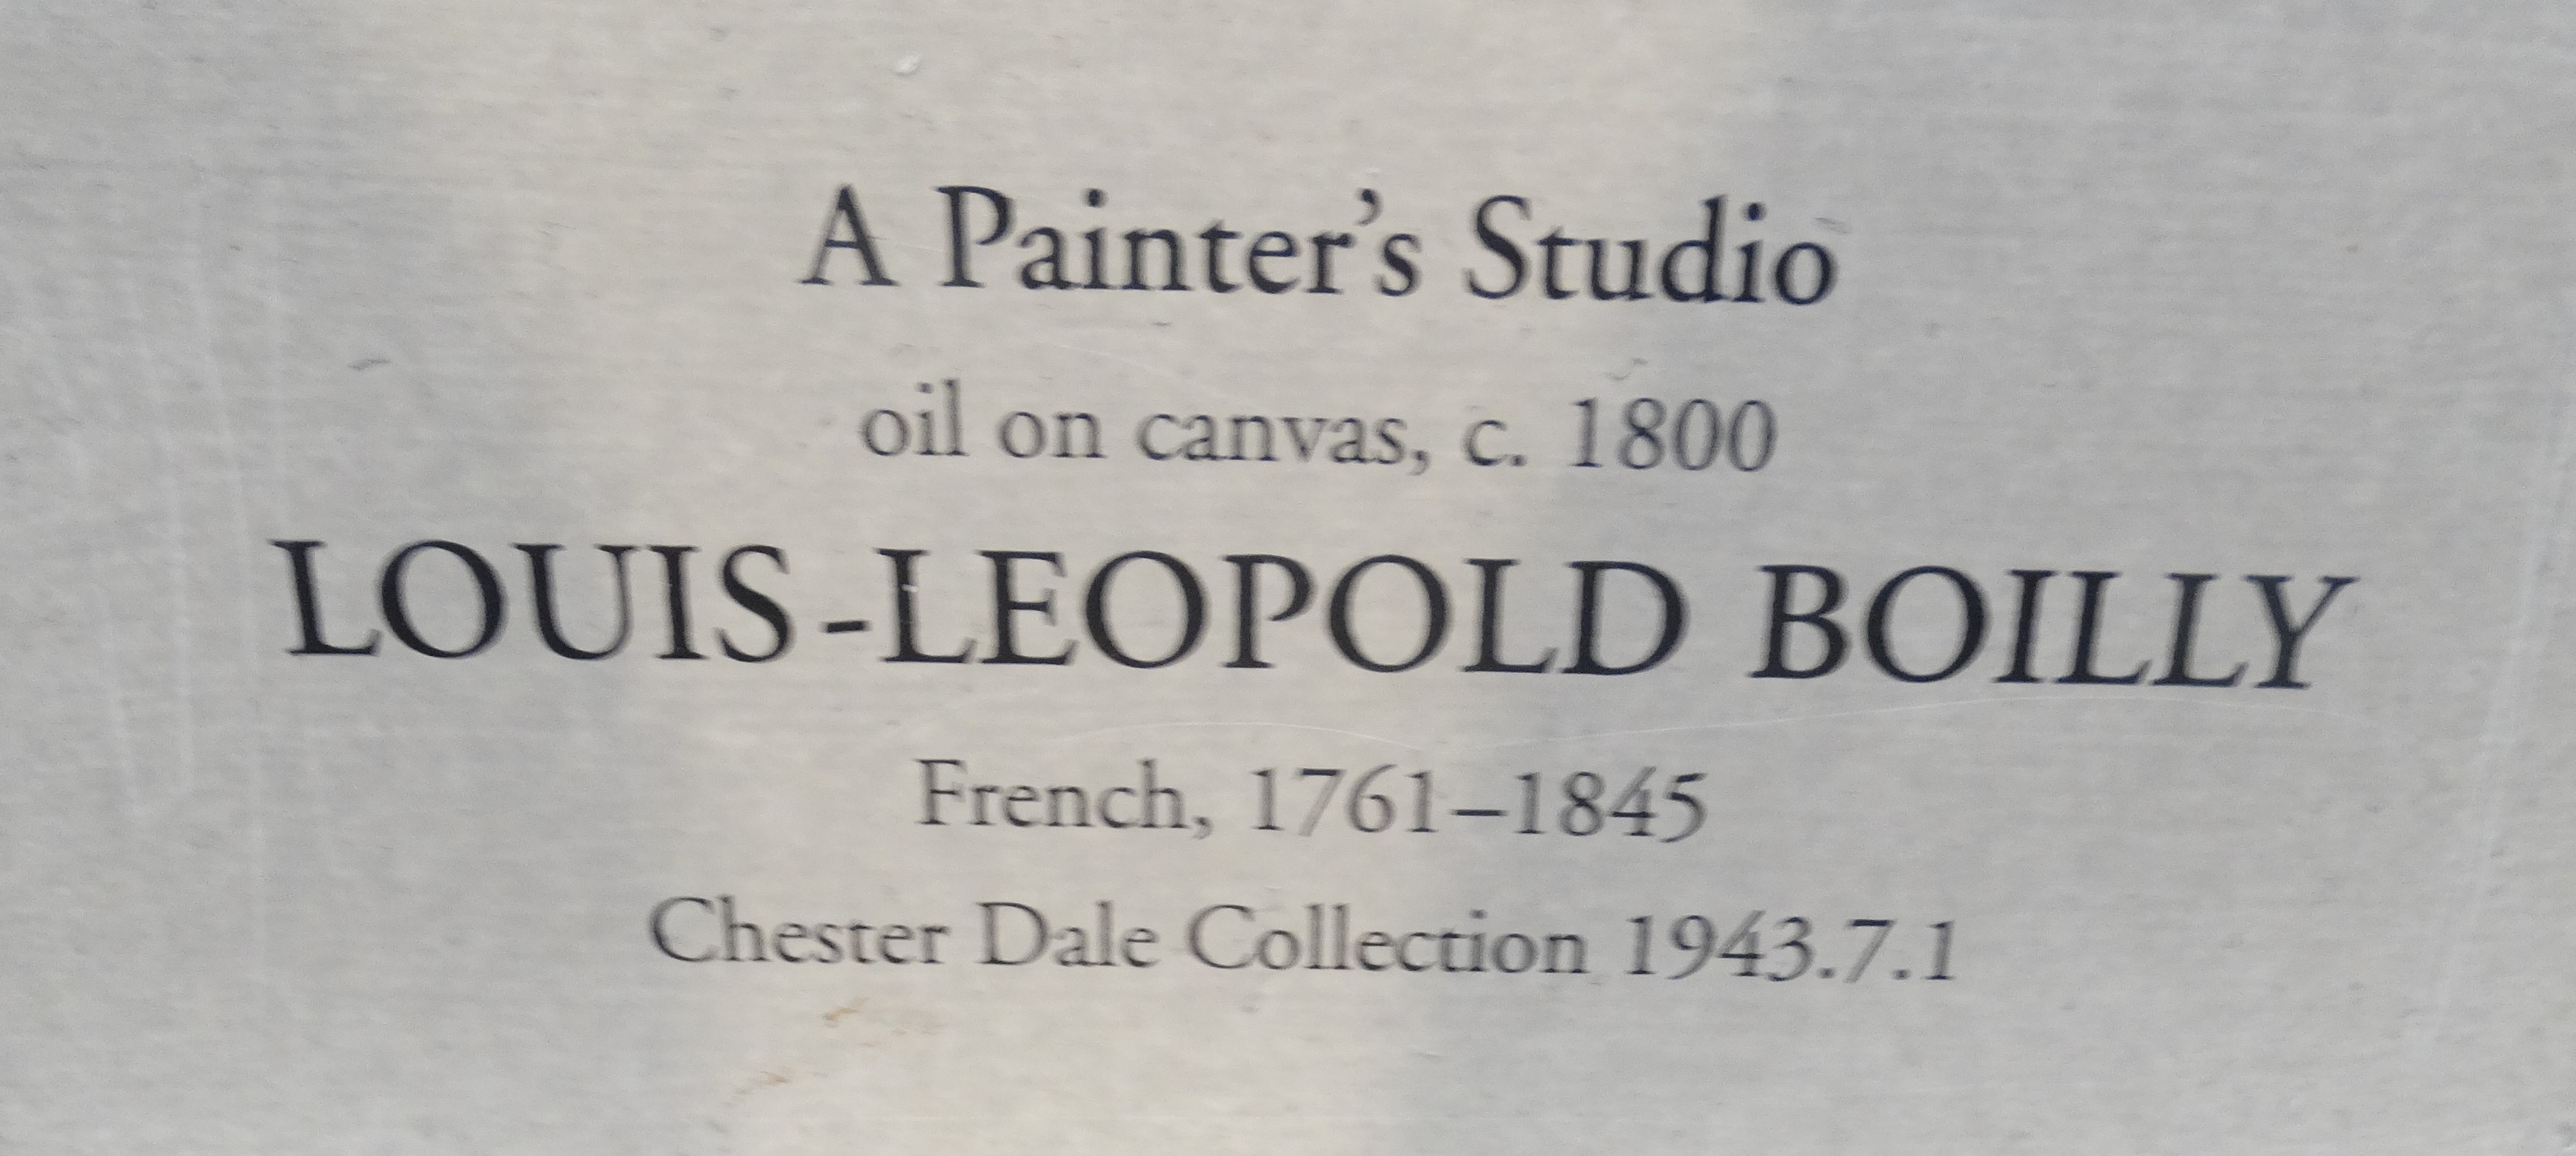 A Painter’s Studio
oil on canvas, c. 1800
LOUIS-LEOPOLD BOILLY
French, 1761–1845
Chester Dale Collection 1943.7.1